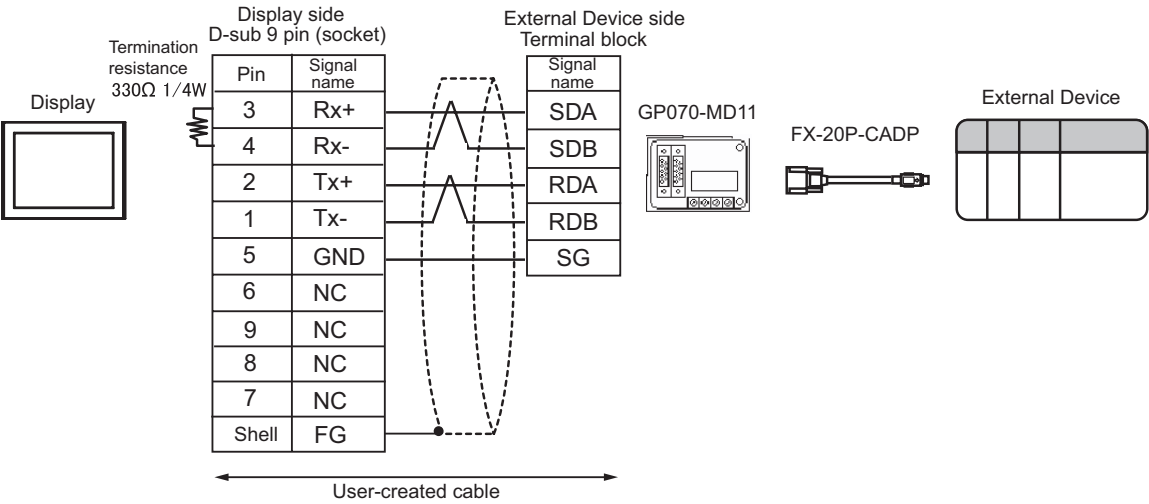 Display side
D-sub 9 pin (socket)
External Device side
Terminal block
Termination
resistance
330Ω 1/4W
Display
Pin
Signal
name
Signal
name
3
Rx+
SDA
4
Rx-
SDB
2
Tx+
RDA
1
Tx-
RDB
5
GND
SG
6
NC
9
NC
8
NC
7
NC
Shell
FG
GP070-MD11
FX-20P-CADP
External Device
User-created cable